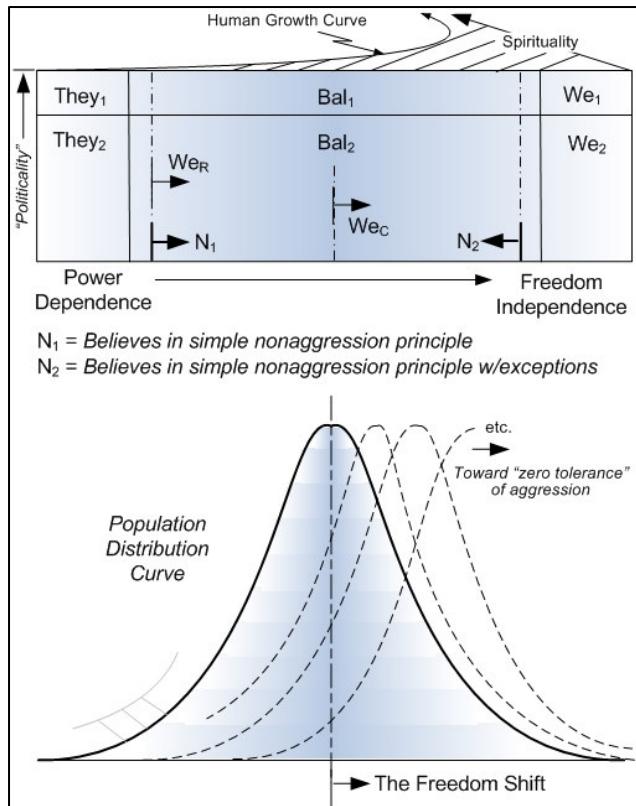 Human Growth Curve
Spirituality
"Politicality"
They₁
Bal₁
We₁
They₂
Bal₂
We₂
We_R
We_C
N₁
N₂
Power
Dependence
Freedom
Independence
N₁ = Believes in simple nonaggression principle
N₂ = Believes in simple nonaggression principle w/exceptions
etc.
Toward "zero tolerance"
of aggression
Population
Distribution
Curve
The Freedom Shift